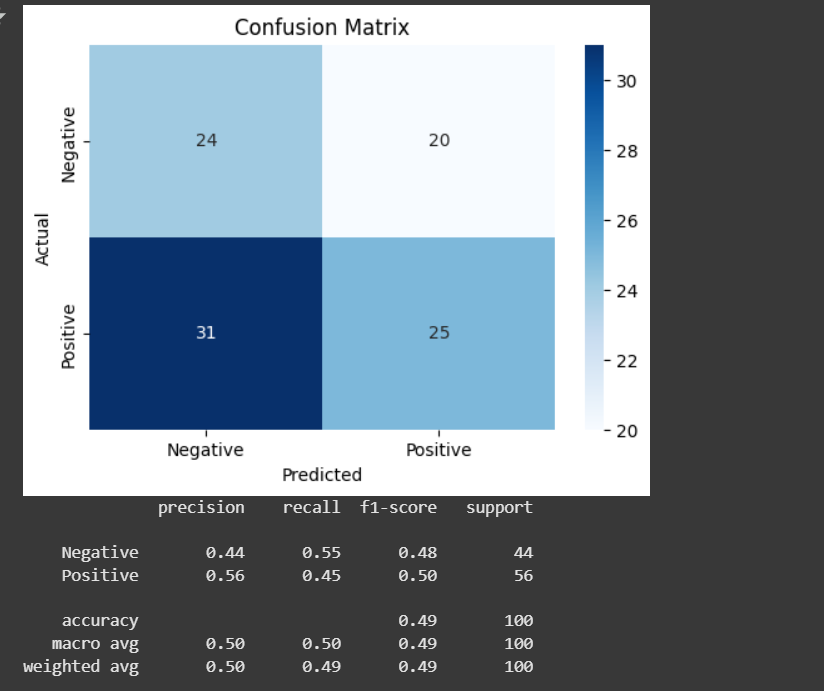 Confusion Matrix
Negative
24
20
30
28
26
24
22
20
Actual
Positive
31
25
Negative
Positive
Predicted
precision recall f1-score support
Negative 0.44 0.55 0.48 44
Positive 0.56 0.45 0.50 56
accuracy 0.49 100
macro avg 0.50 0.50 0.49 100
weighted avg 0.50 0.49 0.49 100